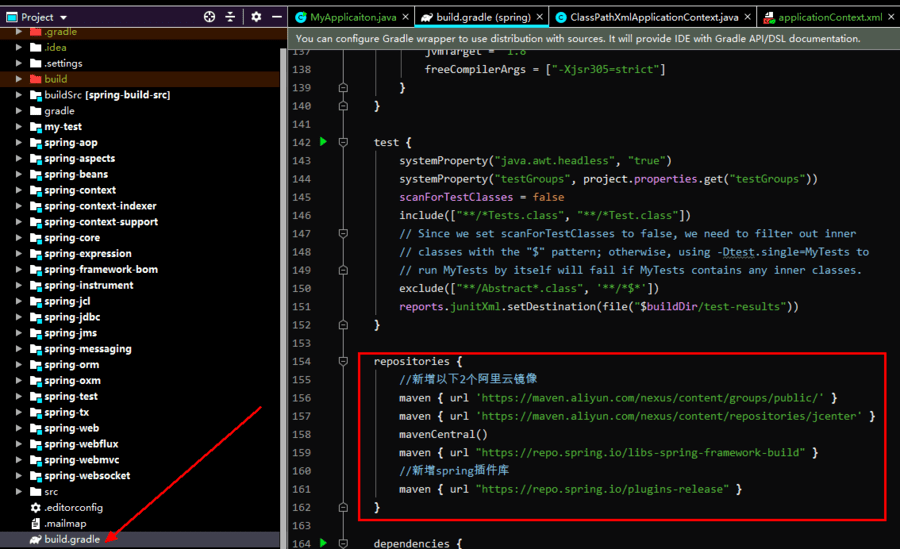 Project
MyApplicaiton.java
build.gradle (spring)
ClassPathXmlApplicationContext.java
applicationContext.xml
You can configure Gradle wrapper to use distribution with sources. It will provide IDE with Gradle API/DSL documentation.
.gradle
.idea
.settings
build
buildSrc [spring-build-src]
gradle
my-test
spring-aop
spring-aspects
spring-beans
spring-context
spring-context-indexer
spring-context-support
spring-core
spring-expression
spring-framework-bom
spring-instrument
spring-jcl
spring-jdbc
spring-jms
spring-messaging
spring-orm
spring-oxm
spring-test
spring-tx
spring-web
spring-webflux
spring-webmvc
spring-websocket
src
.editorconfig
.mailmap
build.gradle
137 jvmTarget = "1.8"
138 freeCompilerArgs = ["-Xjsr305=strict"]
139 }
140 }
141
142 test {
143 systemProperty("java.awt.headless", "true")
144 systemProperty("testGroups", project.properties.get("testGroups"))
145 scanForTestClasses = false
146 include(["**/*Tests.class", "**/*Test.class"])
147 // Since we set scanForTestClasses to false, we need to filter out inner
148 // classes with the "$" pattern; otherwise, using -Dtest.single=MyTests to
149 // run MyTests by itself will fail if MyTests contains any inner classes.
150 exclude(["**/Abstract*.class", '**/*$*'])
151 reports.junitXml.setDestination(file("$buildDir/test-results"))
152 }
153
154 repositories {
155 //新增以下2个阿里云镜像
156 maven { url 'https://maven.aliyun.com/nexus/content/groups/public/' }
157 maven { url 'https://maven.aliyun.com/nexus/content/repositories/jcenter' }
158 mavenCentral()
159 maven { url "https://repo.spring.io/libs-spring-framework-build" }
160 //新增spring插件库
161 maven { url "https://repo.spring.io/plugins-release" }
162 }
163
164 dependencies {